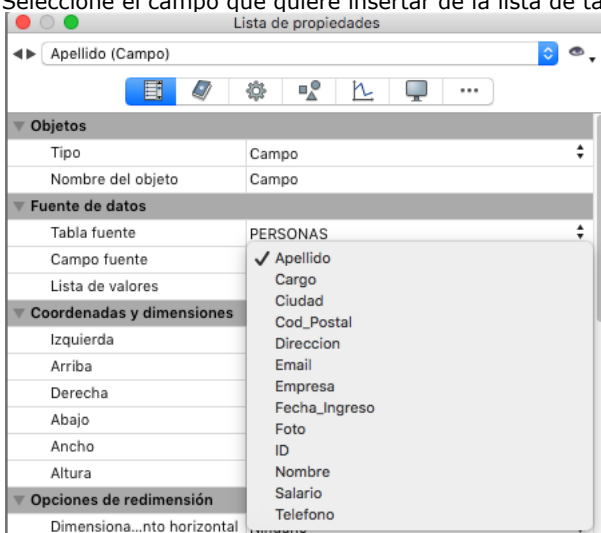 Seleccione el campo que quiere insertar de la lista de ta
Lista de propiedades
Apellido (Campo)
Objetos
Tipo Campo
Nombre del objeto Campo
Fuente de datos
Tabla fuente PERSONAS
Campo fuente ✓ Apellido
Cargo
Lista de valores
Ciudad
Coordenadas y dimensiones
Cod_Postal
Izquierda
Direccion
Arriba
Email
Derecha
Empresa
Fecha_Ingreso
Abajo
Foto
Ancho
ID
Altura
Nombre
Opciones de redimensión
Salario
Telefono
Dimensiona...nto horizontal